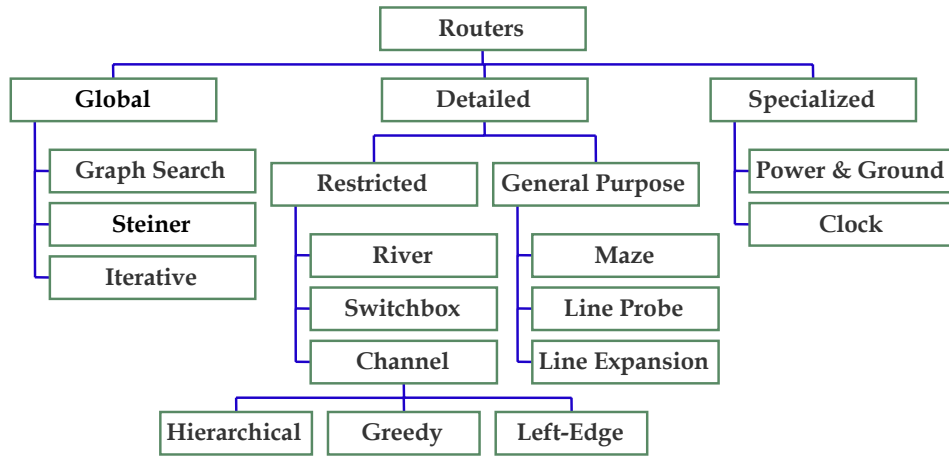 Routers
Global
Detailed
Specialized
Graph Search
Steiner
Iterative
Restricted
General Purpose
Power & Ground
Clock
River
Switchbox
Channel
Maze
Line Probe
Line Expansion
Hierarchical
Greedy
Left-Edge